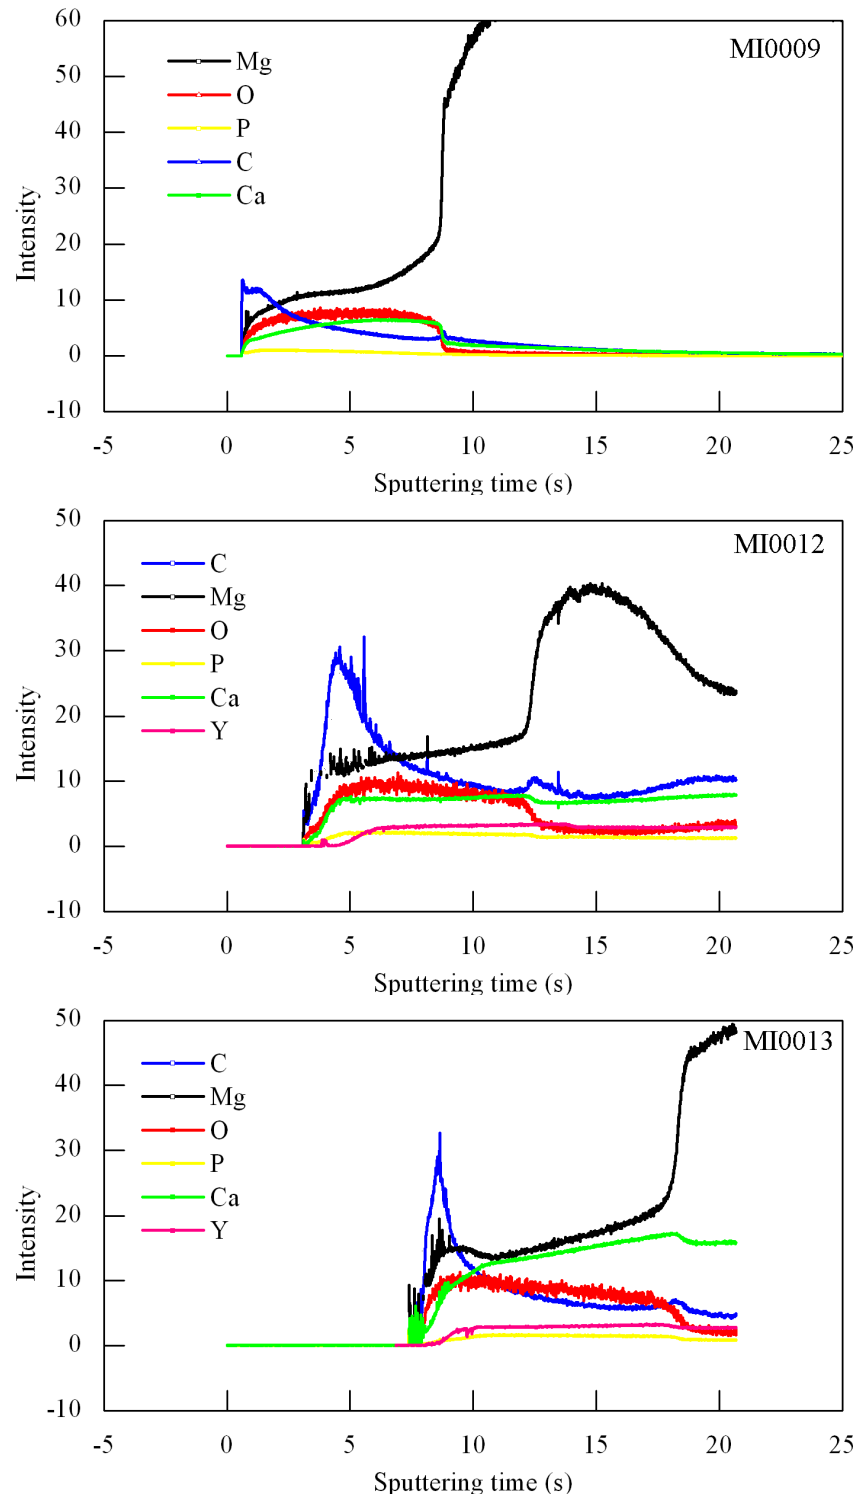 60
MI0009
Mg
50
O
40
P
C
30
Ca
Intensity
20
10
0
-10
-5 0 5 10 15 20 25
Sputtering time (s)
50
MI0012
C
40
Mg
O
30
P
Ca
20
Y
Intensity
10
0
-10
-5 0 5 10 15 20 25
Sputtering time (s)
50
MI0013
C
40
Mg
O
30
P
Ca
20
Y
Intensity
10
0
-10
-5 0 5 10 15 20 25
Sputtering time (s)